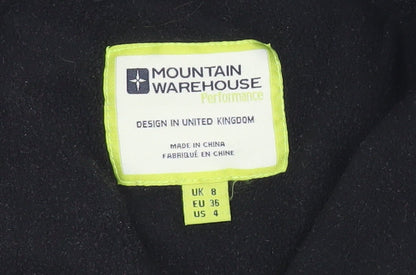 MOUNTAIN
WAREHOUSE
Performance
DESIGN IN UNITED KINGDOM
MADE IN CHINA
FABRIQUÉ EN CHINE
UK 8
EU 36
US 4